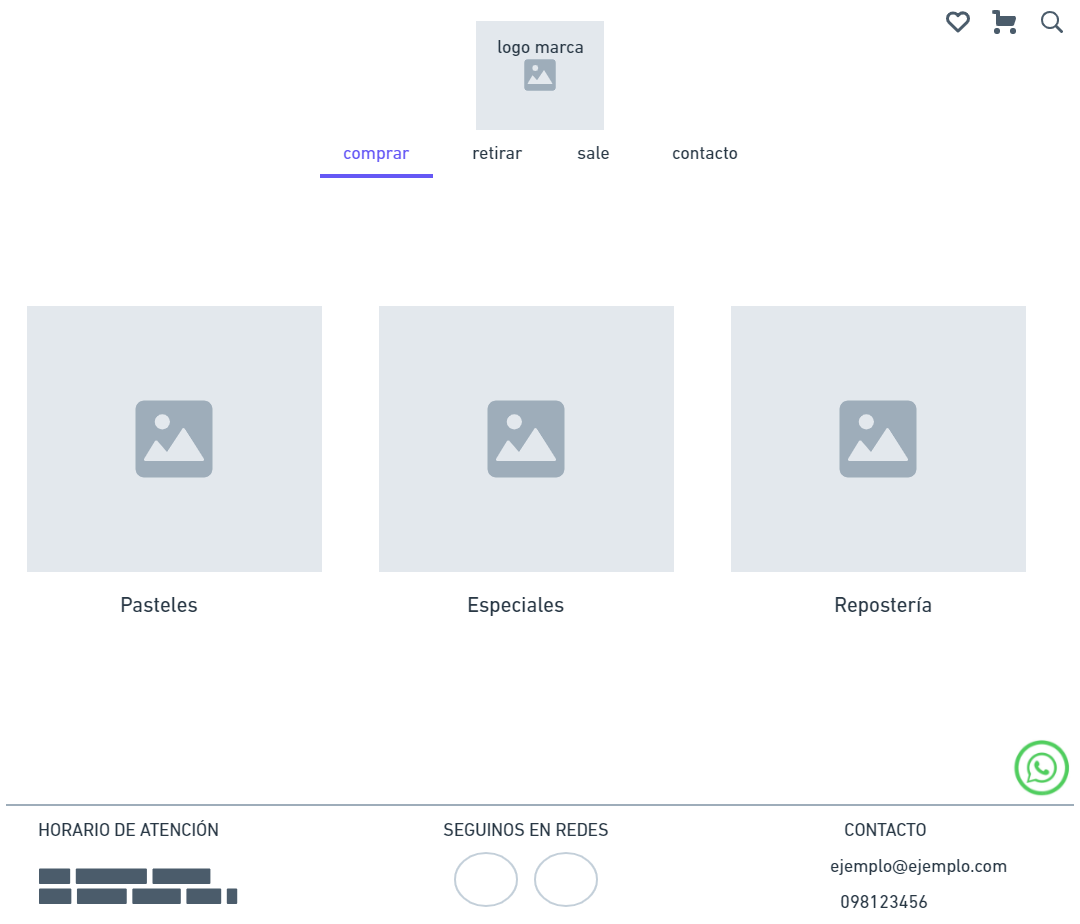 logo marca
comprar retirar sale contacto
Pasteles Especiales Repostería
HORARIO DE ATENCIÓN SEGUINOS EN REDES CONTACTO
ejemplo@ejemplo.com
098123456